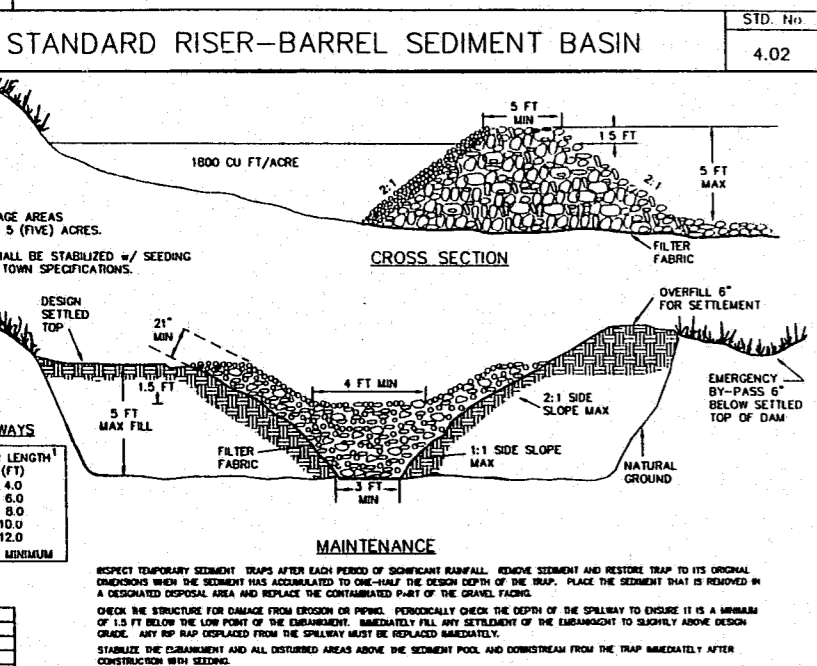 STANDARD RISER-BARREL SEDIMENT BASIN
STD. No.
4.02
5 FT
MIN
1.5 FT
1800 CU FT/ACRE
2:1
2:1
5 FT
MAX
AGE AREAS
5 (FIVE) ACRES.
FILTER
FABRIC
HALL BE STABILIZED w/ SEEDING
TOWN SPECIFICATIONS.
CROSS SECTION
DESIGN
SETTLED
TOP
21"
MIN
OVERFILL 6"
FOR SETTLEMENT
1.5 FT
4 FT MIN
5 FT
MAX FILL
2:1 SIDE
SLOPE MAX
EMERGENCY
BY-PASS 6"
BELOW SETTLED
TOP OF DAM
WAYS
LENGTH1
(FT)
4.0
6.0
8.0
10.0
12.0
MINIMUM
FILTER
FABRIC
1:1 SIDE SLOPE
MAX
3 FT
MIN
NATURAL
GROUND
MAINTENANCE
INSPECT TEMPORARY SEDIMENT TRAPS AFTER EACH PERIOD OF SIGNIFICANT RAINFALL. REMOVE SEDIMENT AND RESTORE TRAP TO ITS ORIGINAL
DIMENSIONS WHEN THE SEDIMENT HAS ACCUMULATED TO ONE-HALF THE DESIGN DEPTH OF THE TRAP. PLACE THE SEDIMENT THAT IS REMOVED IN
A DESIGNATED DISPOSAL AREA AND REPLACE THE CONTAMINATED PART OF THE GRAVEL FACING.
CHECK THE STRUCTURE FOR DAMAGE FROM EROSION OR PIPING. PERIODICALLY CHECK THE DEPTH OF THE SPILLWAY TO ENSURE IT IS A MINIMUM
OF 1.5 FT BELOW THE LOW POINT OF THE EMBANKMENT. IMMEDIATELY FILL ANY SETTLEMENT OF THE EMBANKMENT TO SLIGHTLY ABOVE DESIGN
GRADE. ANY RIP RAP DISPLACED FROM THE SPILLWAY MUST BE REPLACED IMMEDIATELY.
STABILIZE THE EMBANKMENT AND ALL DISTURBED AREAS ABOVE THE SEDIMENT POOL AND DOWNSTREAM FROM THE TRAP IMMEDIATELY AFTER
CONSTRUCTION WITH SEEDING.